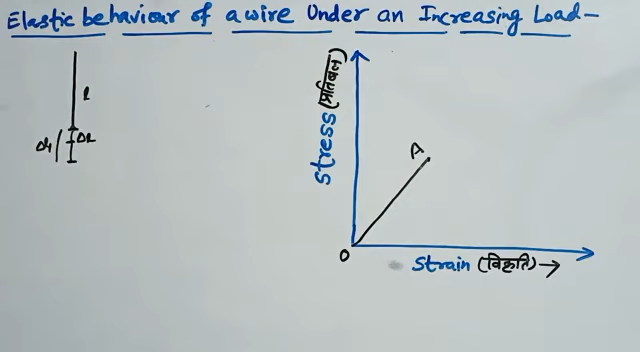 Elastic behaviour of a wire Under an Increasing Load-
l
Δl
Stress (प्रतिबल)
A
O
Strain (विकृति) →